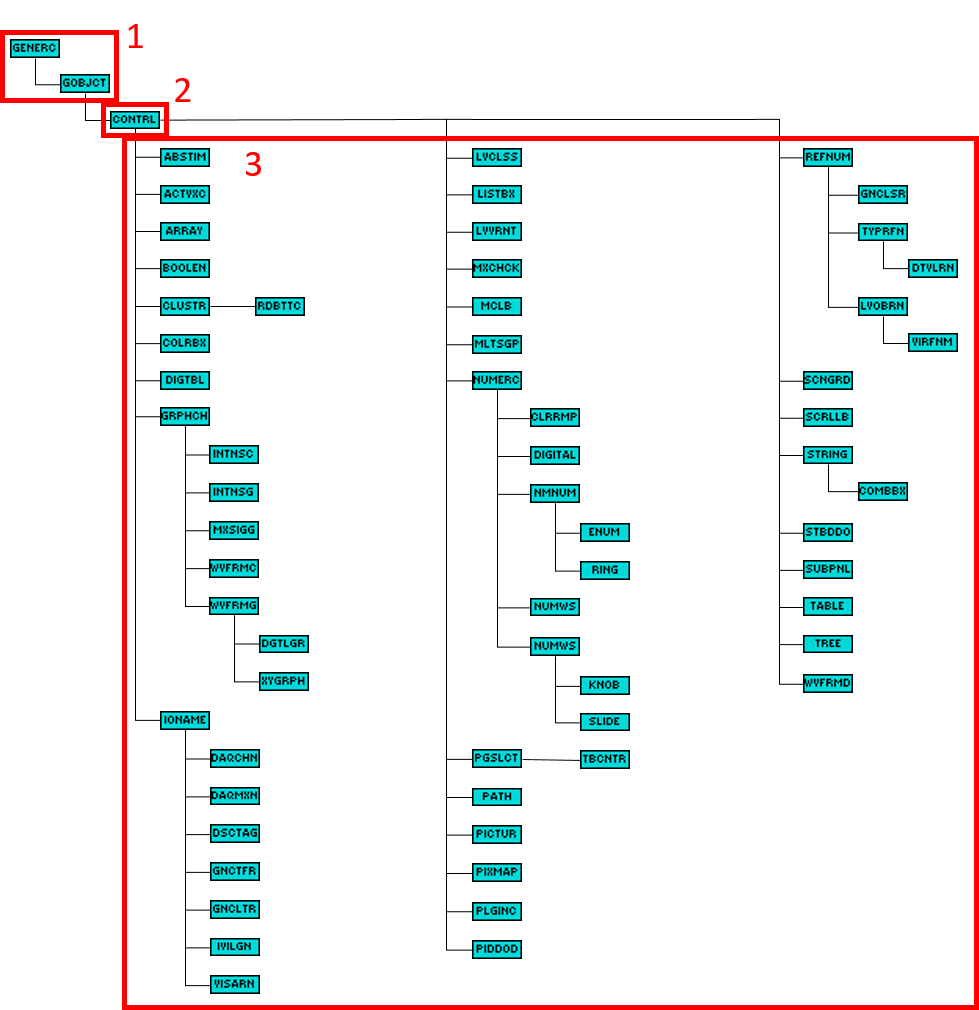 1
GENERC
GOBJCT
2
CONTRL
3
ABSTIM
ACTVXC
ARRAY
BOOLEN
CLUSTR
RDBTTC
COLRBX
DIGTBL
GRPHCH
INTNSC
INTNSG
MXSIGG
WVFRMC
WVFRMG
DGTLGR
XYGRPH
IONAME
DAQCHN
DAQMXN
DSCTAG
GNCTFR
GNCLTR
IVILGN
VISARN
LVCLSS
LISTBX
LVVRNT
MXCHCK
MCLB
MLTSGP
NUMERC
CLRRMP
DIGITAL
NMNUM
ENUM
RING
NUMWS
NUMWS
KNOB
SLIDE
PGSLCT
TBCNTR
PATH
PICTUR
PIXMAP
PLGINC
PIDDOD
REFNUM
GNCLSR
TYPRFN
DTVLRN
LVOBRN
VIRFNM
SCNGRD
SCRLLB
STRING
COMBBX
STBDDO
SUBPNL
TABLE
TREE
WVFRMD